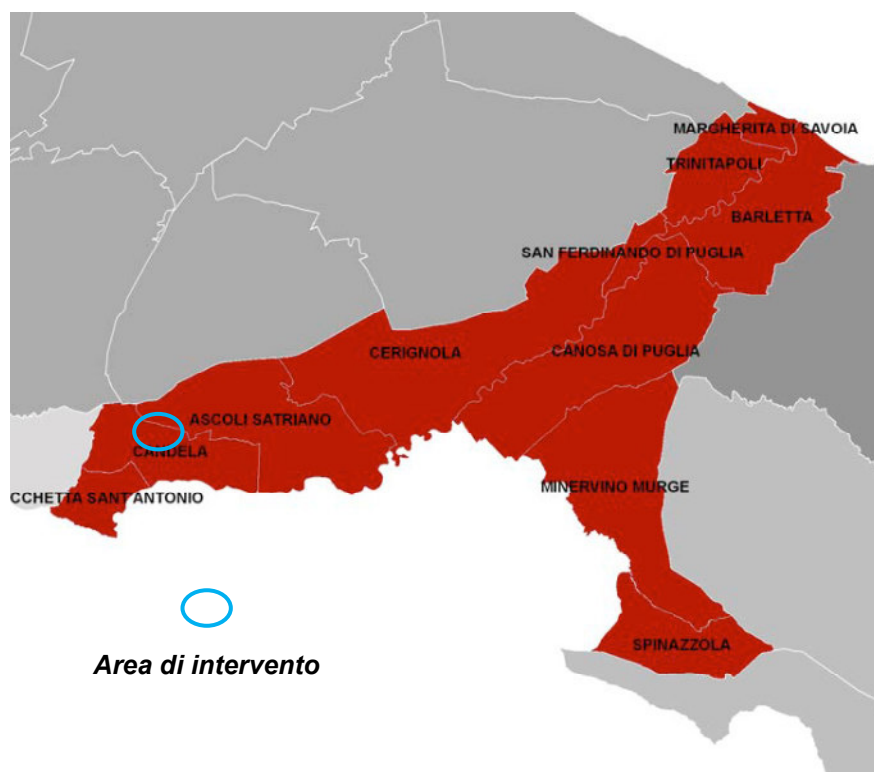 MARGHERITA DI SAVOIA
TRINITAPOLI
BARLETTA
SAN FERDINANDO DI PUGLIA
CERIGNOLA
CANOSA DI PUGLIA
ASCOLI SATRIANO
CANDELA
MINERVINO MURGE
CCHETTA SANT'ANTONIO
SPINAZZOLA
Area di intervento